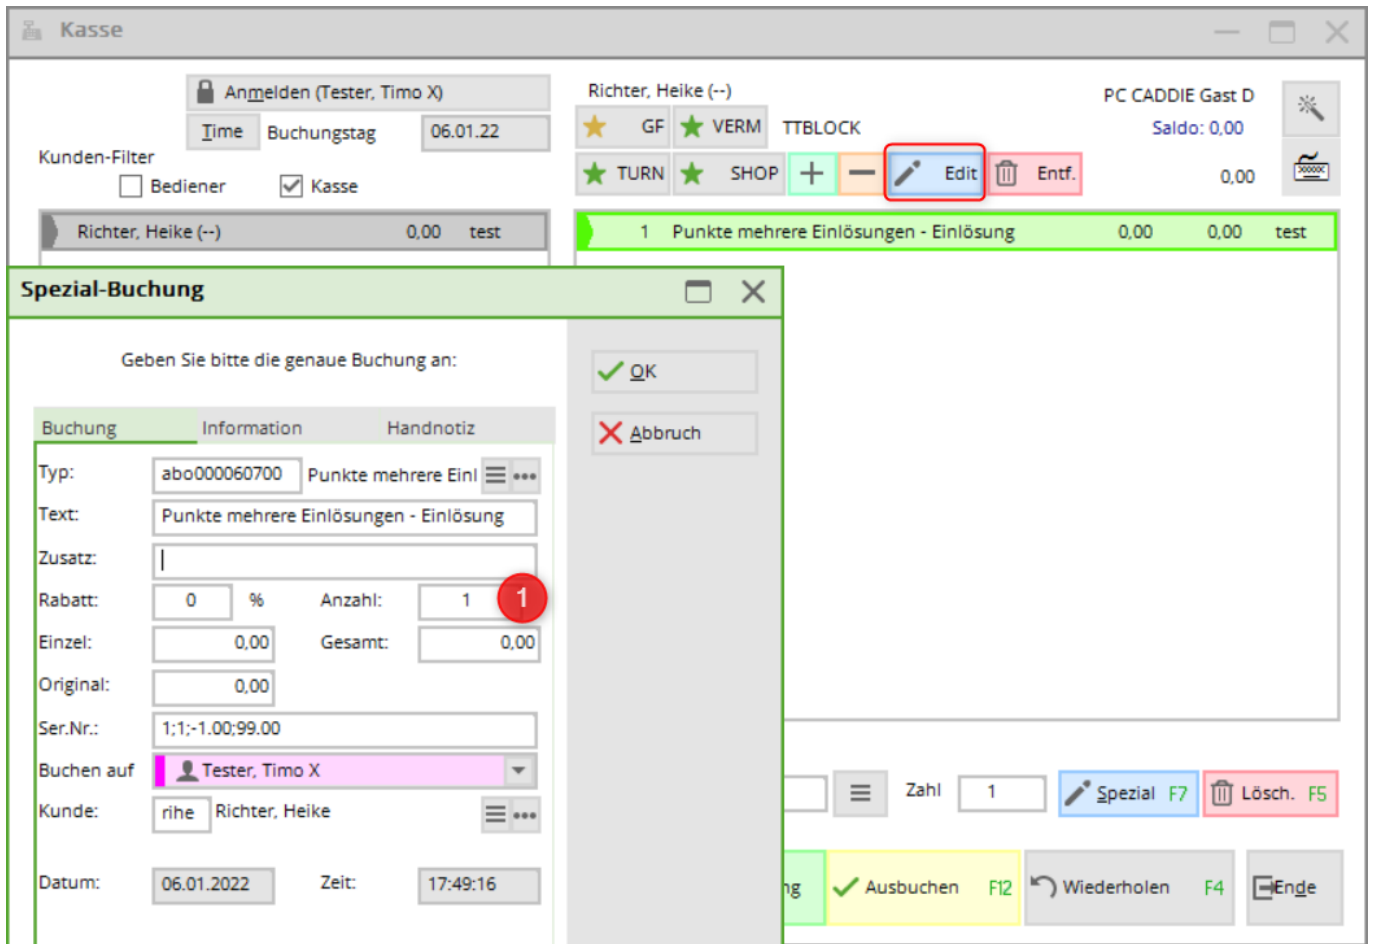 Kasse
Anmelden (Tester, Timo X)
Time Buchungstag 06.01.22
Kunden-Filter
Bediener Kasse
Richter, Heike (--) 0,00 test
Richter, Heike (--)
PC CADDIE Gast D
GF VERM TTBLOCK
Saldo: 0,00
TURN SHOP Edit Entf.
0,00
1 Punkte mehrere Einlösungen - Einlösung 0,00 0,00 test
Spezial-Buchung
Geben Sie bitte die genaue Buchung an:
OK
Abbruch
Buchung Information Handnotiz
Typ: abo000060700 Punkte mehrere Einl
Text: Punkte mehrere Einlösungen - Einlösung
Zusatz:
Rabatt: 0 % Anzahl: 1 1
Einzel: 0,00 Gesamt: 0,00
Original: 0,00
Ser.Nr.: 1;1;-1.00;99.00
Buchen auf Tester, Timo X
Kunde: rihe Richter, Heike
Datum: 06.01.2022 Zeit: 17:49:16
Zahl 1 Spezial F7 Lösch. F5
ng Ausbuchen F12 Wiederholen F4 Ende